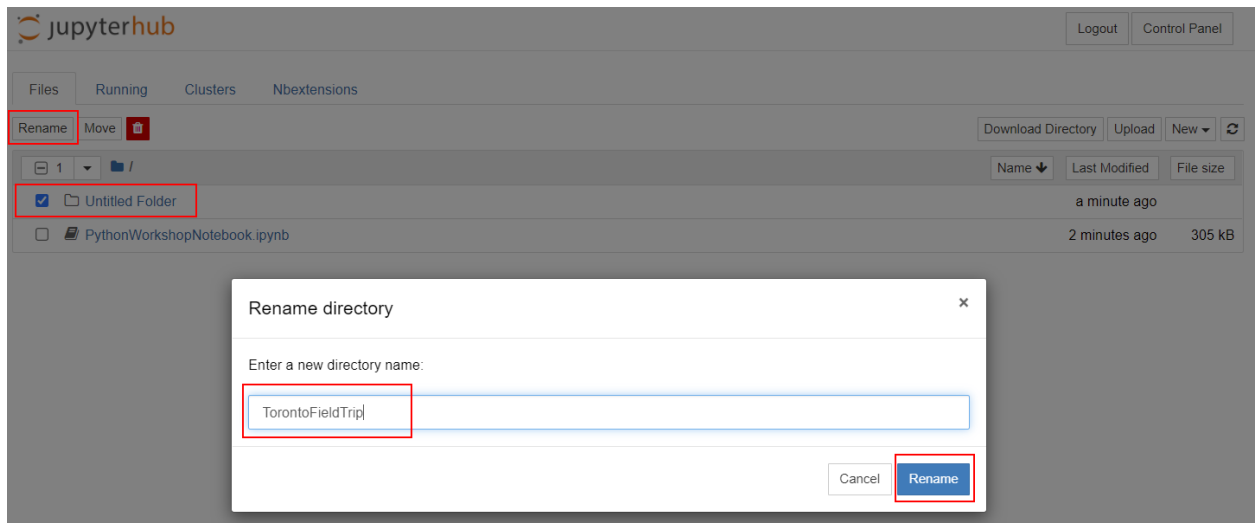 jupyterhub Logout Control Panel
Files Running Clusters Nbextensions
Rename Move Download Directory Upload New
1 / Name Last Modified File size
Untitled Folder a minute ago
PythonWorkshopNotebook.ipynb 2 minutes ago 305 kB
Rename directory ×
Enter a new directory name:
TorontoFieldTrip
Cancel Rename